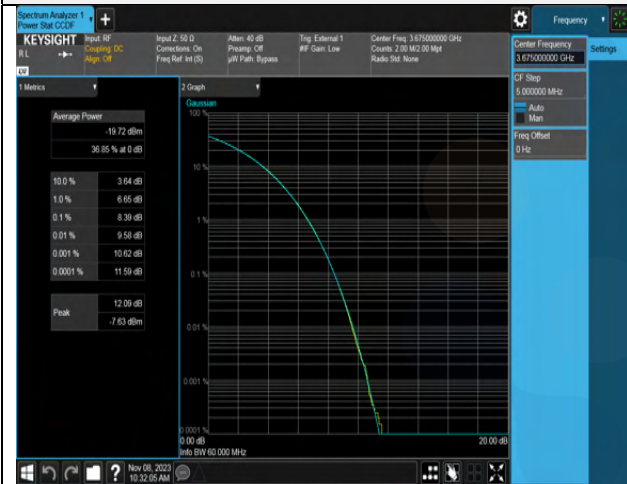 Spectrum Analyzer 1
Power Stat CCDF
Frequency
KEYSIGHT
Input: RF
Coupling: DC
Align: Off
Input Z: 50 Ω
Corrections: On
Freq Ref: Int (S)
Atten: 40 dB
Preamp: Off
µW Path: Bypass
Trig: External 1
#IF Gain: Low
Center Freq: 3.675000000 GHz
Counts: 2.00 M/2.00 Mpt
Radio Std: None
R L
Center Frequency
3.675000000 GHz
Settings
CF Step
5.000000 MHz
Auto
Man
Freq Offset
0 Hz
1 Metrics
2 Graph
Average Power
-19.72 dBm
36.85 % at 0 dB
10.0 % 3.64 dB
1.0 % 6.65 dB
0.1 % 8.39 dB
0.01 % 9.58 dB
0.001 % 10.62 dB
0.0001 % 11.59 dB
Peak
12.09 dB
-7.63 dBm
Gaussian
100 %
10 %
1 %
0.1 %
0.01 %
0.001 %
0.0001 %
0.00 dB
20.00 dB
Info BW 60.000 MHz
Nov 08, 2023
10:32:05 AM